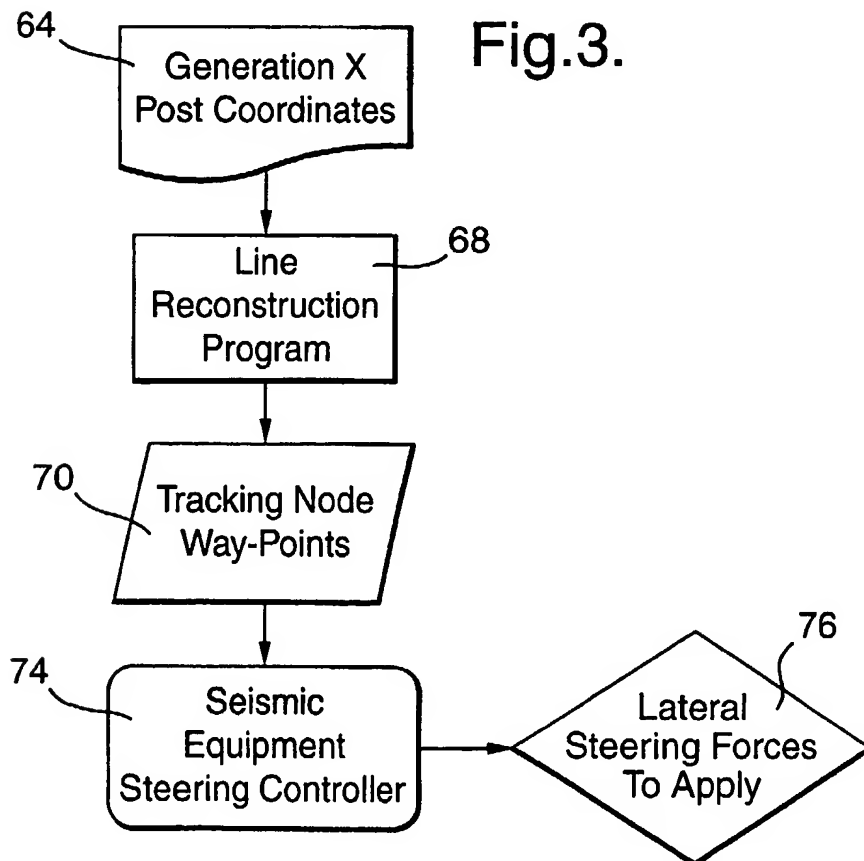 64
Fig.3.
Generation X
Post Coordinates
68
Line
Reconstruction
Program
70
Tracking Node
Way-Points
74
Seismic
Equipment
Steering Controller
76
Lateral
Steering Forces
To Apply